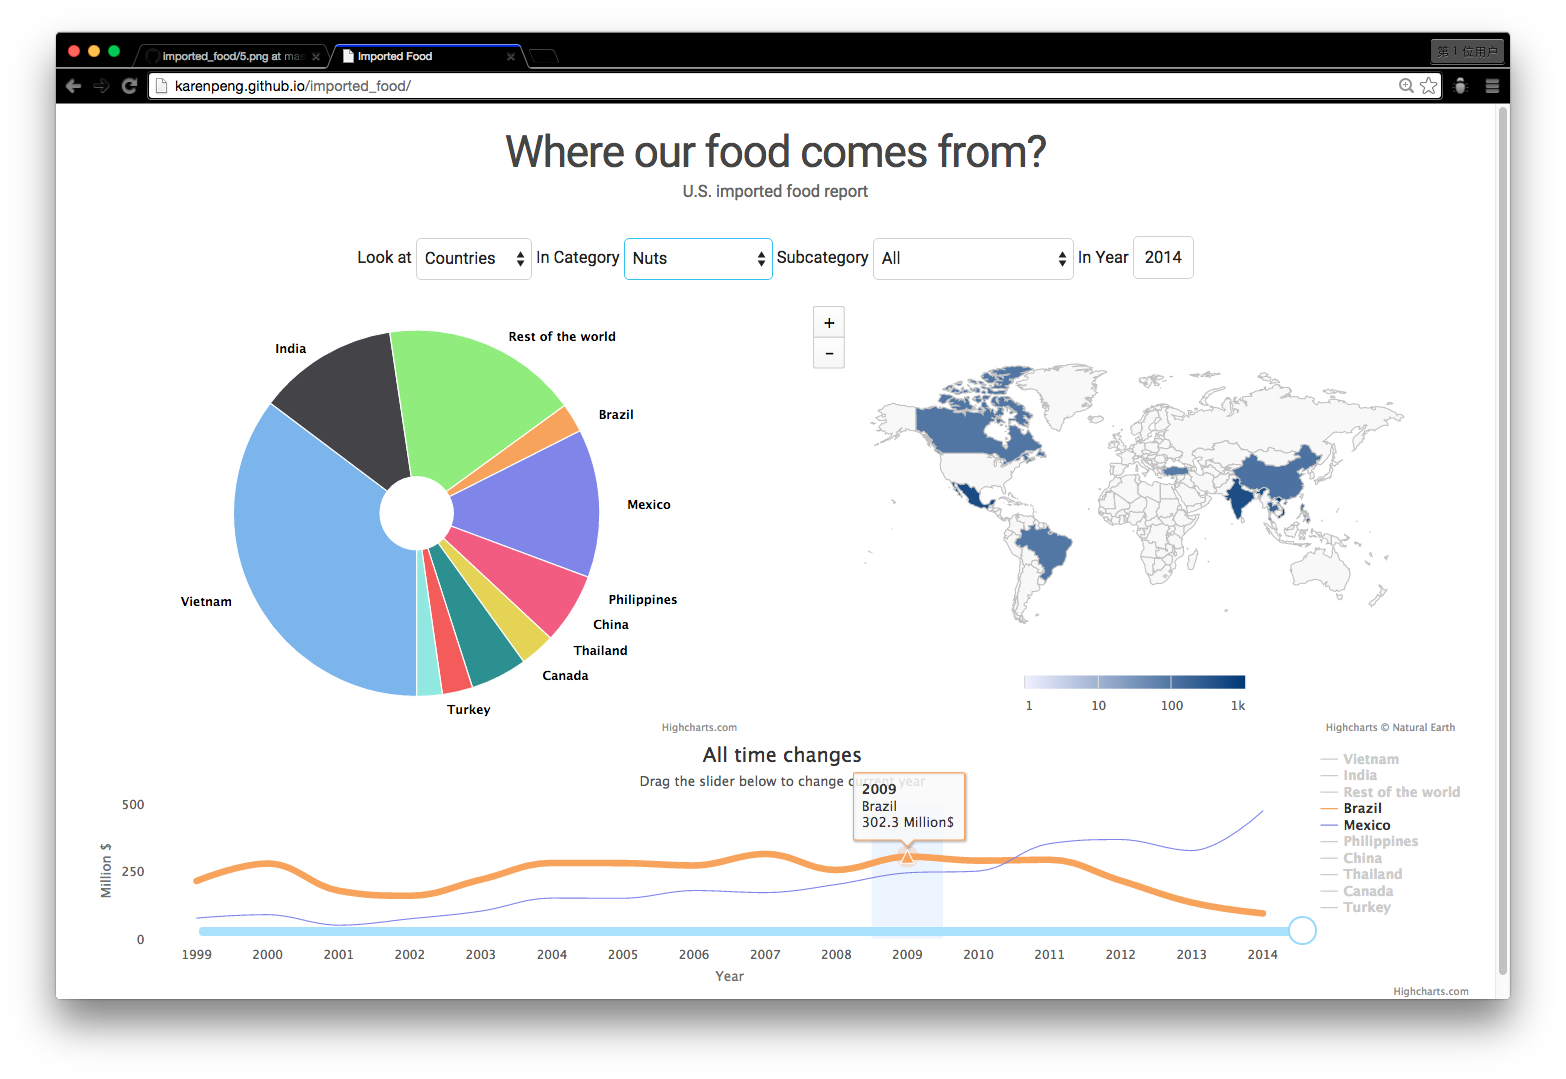 imported_food/5.png at mas
Imported Food
第 1 位用户
karenpeng.github.io/imported_food/
Where our food comes from?
U.S. imported food report
Look at Countries In Category Nuts Subcategory All In Year 2014
India
Rest of the world
Brazil
Mexico
Philippines
China
Thailand
Canada
Turkey
Vietnam
Highcharts.com
+
-
1 10 100 1k
Highcharts © Natural Earth
All time changes
Drag the slider below to change current year
2009
Brazil
302.3 Million$
500
250
0
Million $
1999 2000 2001 2002 2003 2004 2005 2006 2007 2008 2009 2010 2011 2012 2013 2014
Year
Vietnam
India
Rest of the world
Brazil
Mexico
Philippines
China
Thailand
Canada
Turkey
Highcharts.com